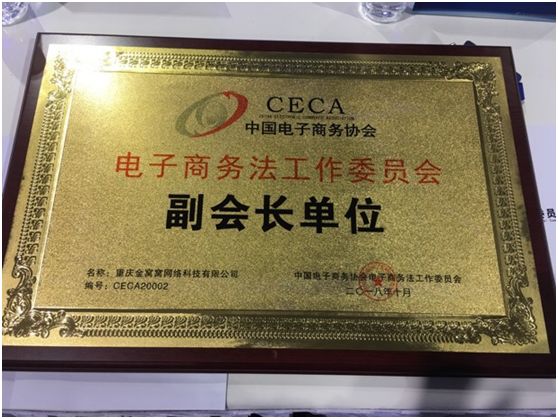 CECA
CHINA ELECTRONIC COMMERCE ASSOCIATION
中国电子商务协会
电子商务法工作委员会
副会长单位
名称：重庆金窝窝网络科技有限公司
编号：CECA20002
中国电子商务协会电子商务法工作委员会
二〇一八年十月